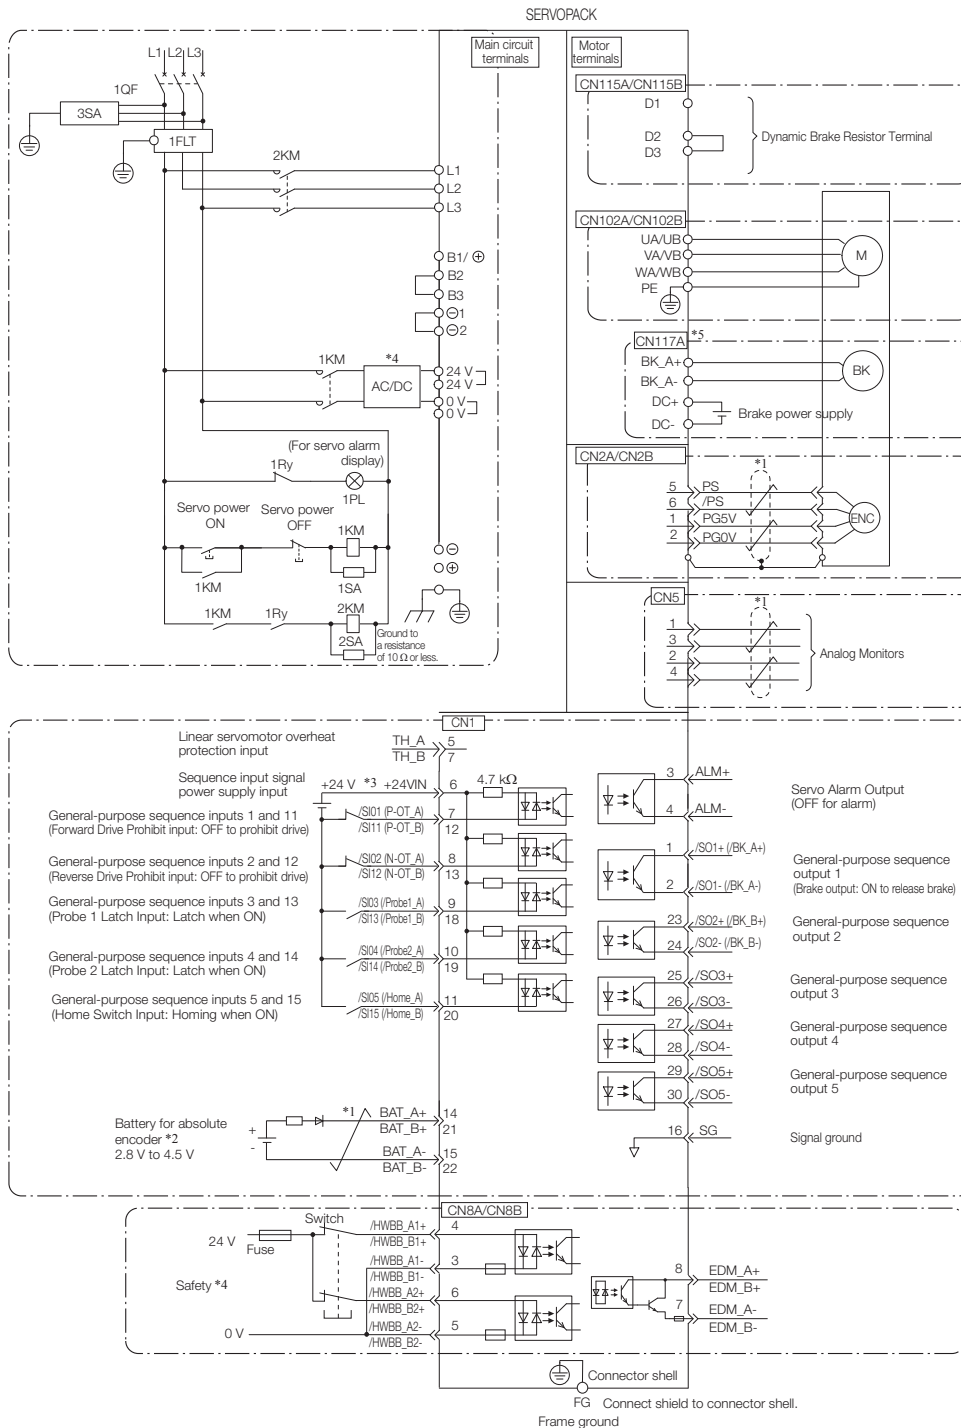 SERVOPACK
Main circuit
terminals
Motor
terminals
L1 L2 L3
1QF
3SA
1FLT
2KM
L1
L2
L3
B1/ ⊕
B2
B3
⊖1
⊖2
1KM
*4
AC/DC
24 V
24 V
0 V
0 V
(For servo alarm
display)
1Ry
1PL
Servo power
ON
Servo power
OFF
1KM
1KM
1SA
⊖
⊕
1KM
1Ry
2KM
2SA
Ground to
a resistance
of 10 Ω or less.
CN115A/CN115B
D1
D2
D3
Dynamic Brake Resistor Terminal
CN102A/CN102B
UA/UB
VA/VB
WA/WB
PE
M
CN117A
*5
BK_A+
BK_A-
BK
DC+
DC-
Brake power supply
CN2A/CN2B
*1
5 PS
6 /PS
1 PG5V
2 PG0V
ENC
CN5
*1
1
3
2
4
Analog Monitors
CN1
Linear servomotor overheat
protection input
TH_A 5
TH_B 7
Sequence input signal
power supply input
+24 V *3 +24VIN 6
4.7 kΩ
General-purpose sequence inputs 1 and 11
(Forward Drive Prohibit input: OFF to prohibit drive)
/SI01 (P-OT_A) 7
/SI11 (P-OT_B) 12
General-purpose sequence inputs 2 and 12
(Reverse Drive Prohibit input: OFF to prohibit drive)
/SI02 (N-OT_A) 8
/SI12 (N-OT_B) 13
General-purpose sequence inputs 3 and 13
(Probe 1 Latch Input: Latch when ON)
/SI03 (/Probe1_A) 9
/SI13 (/Probe1_B) 18
General-purpose sequence inputs 4 and 14
(Probe 2 Latch Input: Latch when ON)
/SI04 (/Probe2_A) 10
/SI14 (/Probe2_B) 19
General-purpose sequence inputs 5 and 15
(Home Switch Input: Homing when ON)
/SI05 (/Home_A) 11
/SI15 (/Home_B) 20
3 ALM+
4 ALM-
Servo Alarm Output
(OFF for alarm)
1 /SO1+ (/BK_A+)
2 /SO1- (/BK_A-)
General-purpose sequence
output 1
(Brake output: ON to release brake)
23 /SO2+ (/BK_B+)
24 /SO2- (/BK_B-)
General-purpose sequence
output 2
25 /SO3+
26 /SO3-
General-purpose sequence
output 3
27 /SO4+
28 /SO4-
General-purpose sequence
output 4
29 /SO5+
30 /SO5-
General-purpose sequence
output 5
16 SG
Signal ground
Battery for absolute
encoder *2
2.8 V to 4.5 V
+
-
*1
BAT_A+ 14
BAT_B+ 21
BAT_A- 15
BAT_B- 22
CN8A/CN8B
Switch
24 V
Fuse
Safety *4
0 V
/HWBB_A1+ 4
/HWBB_B1+
/HWBB_A1- 3
/HWBB_B1-
/HWBB_A2+ 6
/HWBB_B2+
/HWBB_A2- 5
/HWBB_B2-
8 EDM_A+
EDM_B+
7 EDM_A-
EDM_B-
Connector shell
FG Connect shield to connector shell.
Frame ground